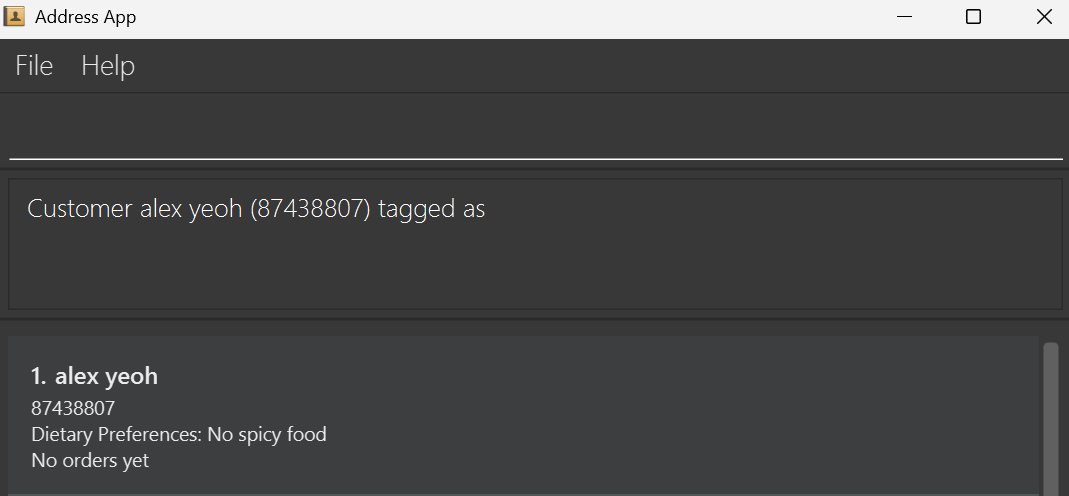 Address App
File Help
Customer alex yeoh (87438807) tagged as
1. alex yeoh
87438807
Dietary Preferences: No spicy food
No orders yet